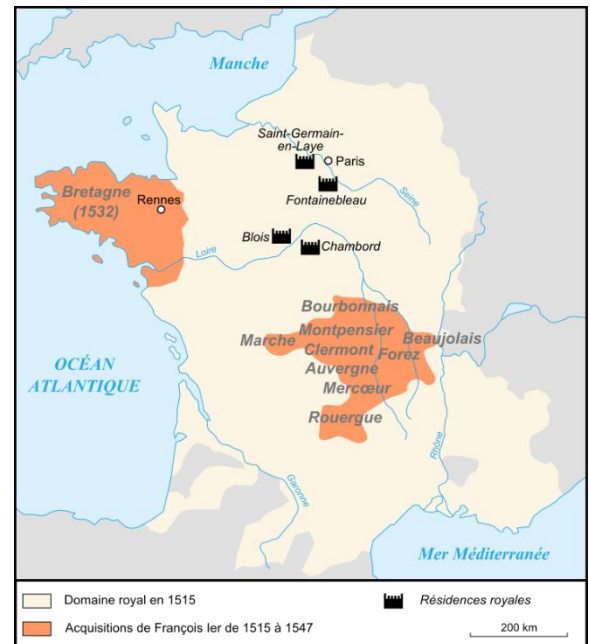 Manche
Saint-Germain-
en-Laye
Paris
Fontainebleau
Seine
Bretagne
(1532)
Rennes
Blois
Chambord
Loire
Bourbonnais
Marche
Montpensier
Beaujolais
Clermont
Forez
Auvergne
Mercœur
Rouergue
OCÉAN
ATLANTIQUE
Garonne
Rhône
Mer Méditerranée
Domaine royal en 1515
Résidences royales
Acquisitions de François Ier de 1515 à 1547
200 km